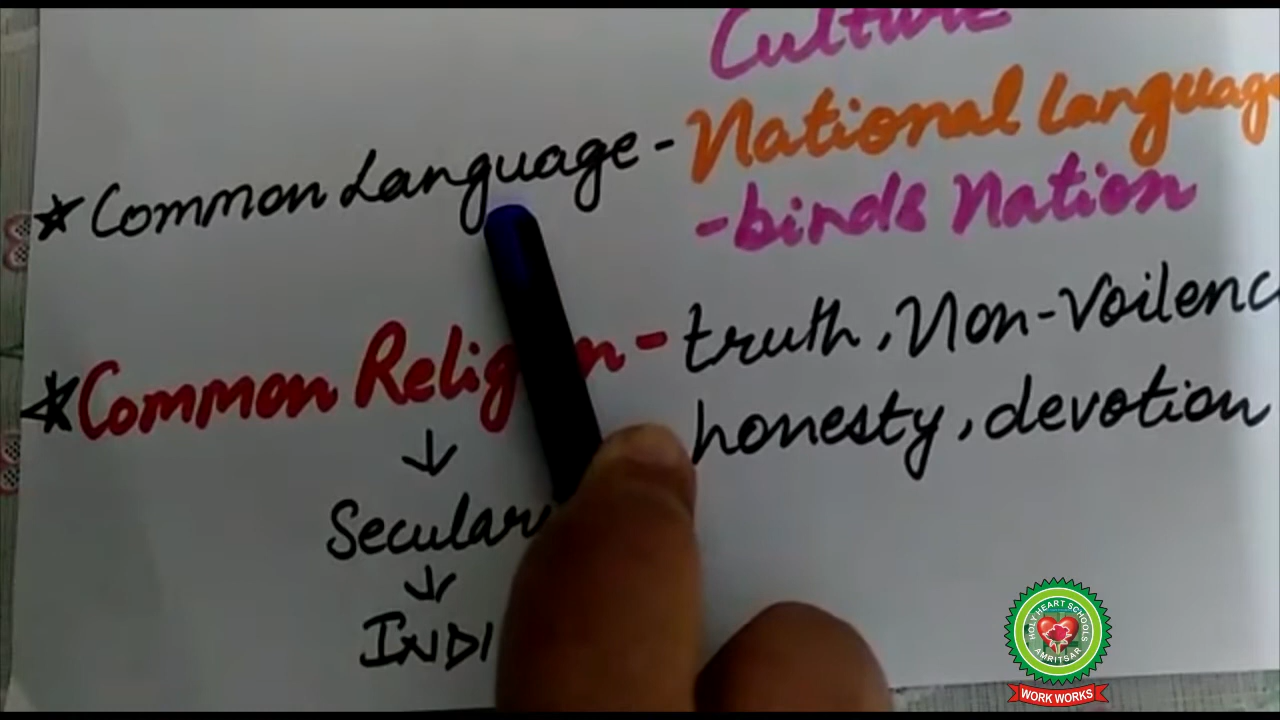 Culture
★ Common Language - National Language
- binds Nation
★ Common Religion - truth, Non-Voilenc
honesty, devotion
↓
Secular
↓
INDI
HOLY HEART SCHOOLS
AMRITSAR
WORK WORKS